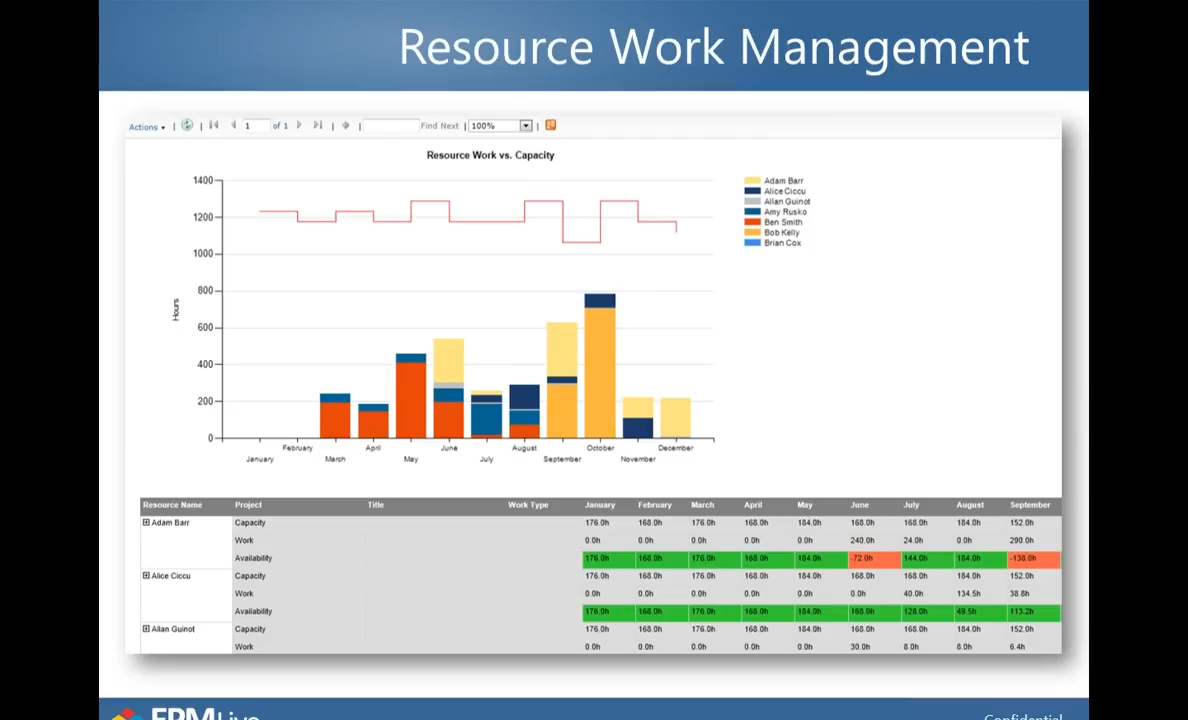 Resource Work Management
Actions 1 of 1 Find Next 100%
Resource Work vs. Capacity
1400
1200
1000
800
600
400
200
0
Hours
February April June August October December
January March May July September November
Adam Barr
Alice Ciccu
Allan Guinot
Amy Rusko
Ben Smith
Bob Kelly
Brian Cox
Resource Name Project Title Work Type January February March April May June July August September
Adam Barr Capacity 176.0h 168.0h 176.0h 168.0h 184.0h 168.0h 168.0h 184.0h 152.0h
Work 0.0h 0.0h 0.0h 0.0h 0.0h 240.0h 24.0h 0.0h 290.0h
Availability 176.0h 168.0h 176.0h 168.0h 184.0h -72.0h 144.0h 184.0h -138.0h
Alice Ciccu Capacity 176.0h 168.0h 176.0h 168.0h 184.0h 168.0h 168.0h 184.0h 152.0h
Work 0.0h 0.0h 0.0h 0.0h 0.0h 0.0h 40.0h 134.5h 38.8h
Availability 176.0h 168.0h 176.0h 168.0h 184.0h 168.0h 128.0h 49.5h 113.2h
Allan Guinot Capacity 176.0h 168.0h 176.0h 168.0h 184.0h 168.0h 168.0h 184.0h 152.0h
Work 0.0h 0.0h 0.0h 0.0h 0.0h 30.0h 8.0h 8.0h 6.4h
EPMLive Confidential